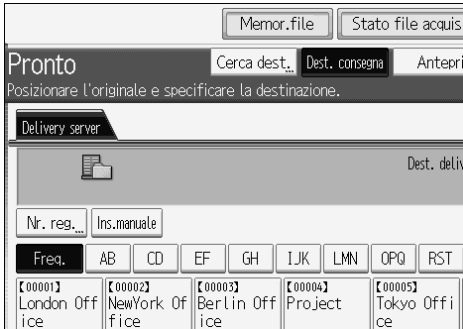 Memor.file Stato file acquis
Pronto Cerca dest. Dest. consegna Antepri
Posizionare l'originale e specificare la destinazione.
Delivery server
Dest. deliv
Nr. reg. Ins.manuale
Freq. AB CD EF GH IJK LMN OPQ RST
【00001】 【00002】 【00003】 【00004】 【00005】
London Off NewYork Of Berlin Off Project Tokyo Offi
ice ffice ice ce